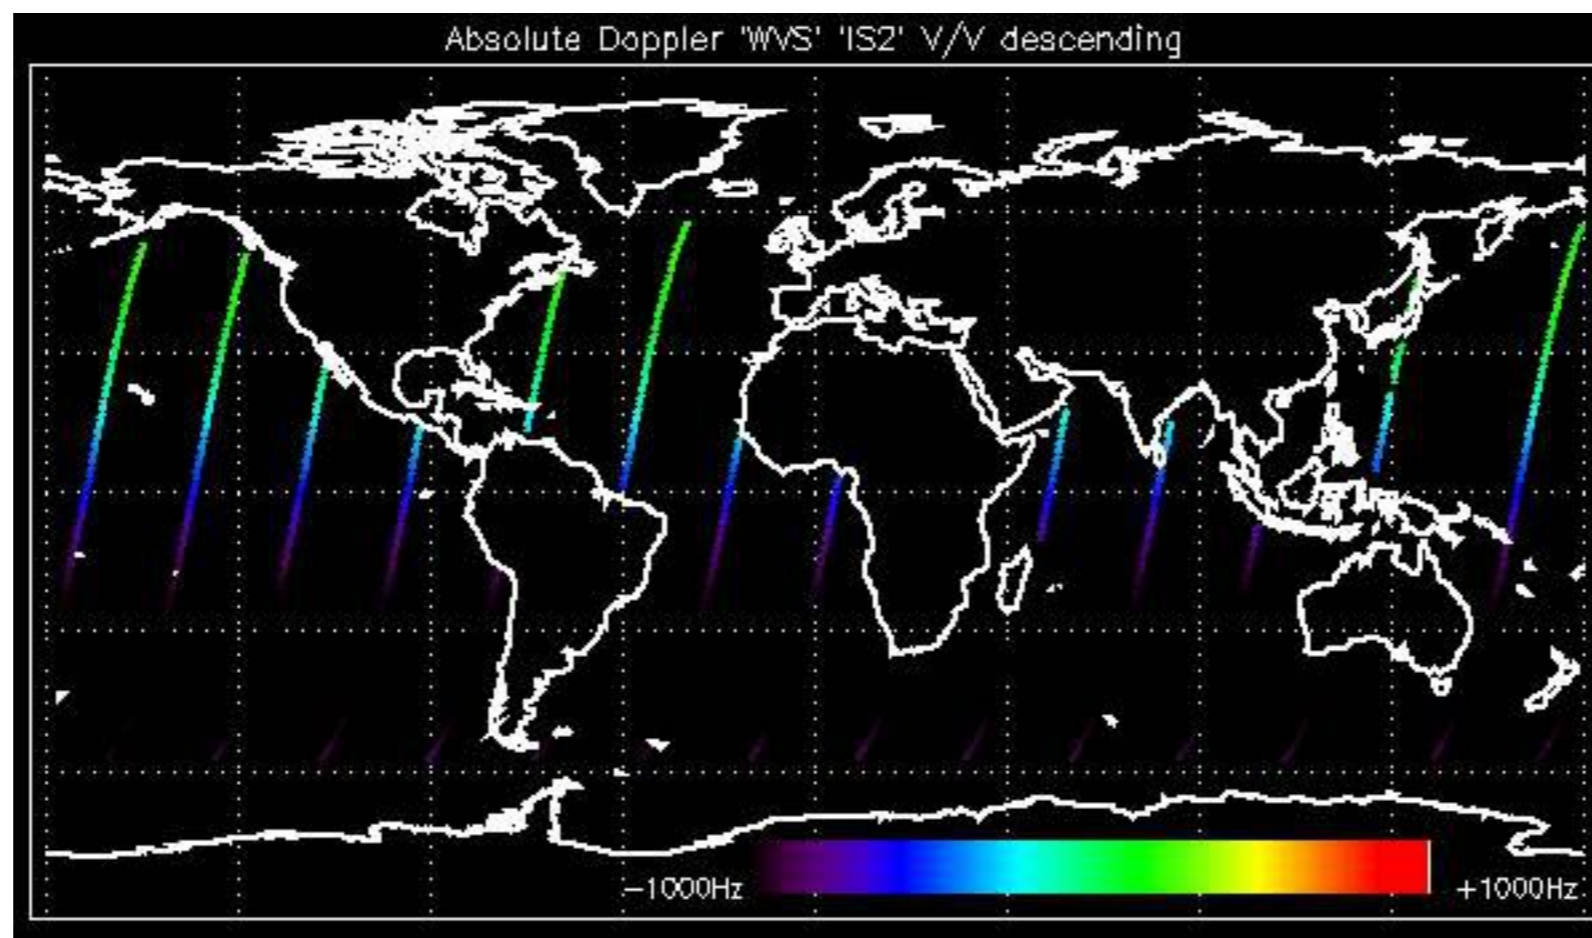 Absolute Doppler 'WVS' 'IS2' V/V descending
-1000Hz
+1000Hz